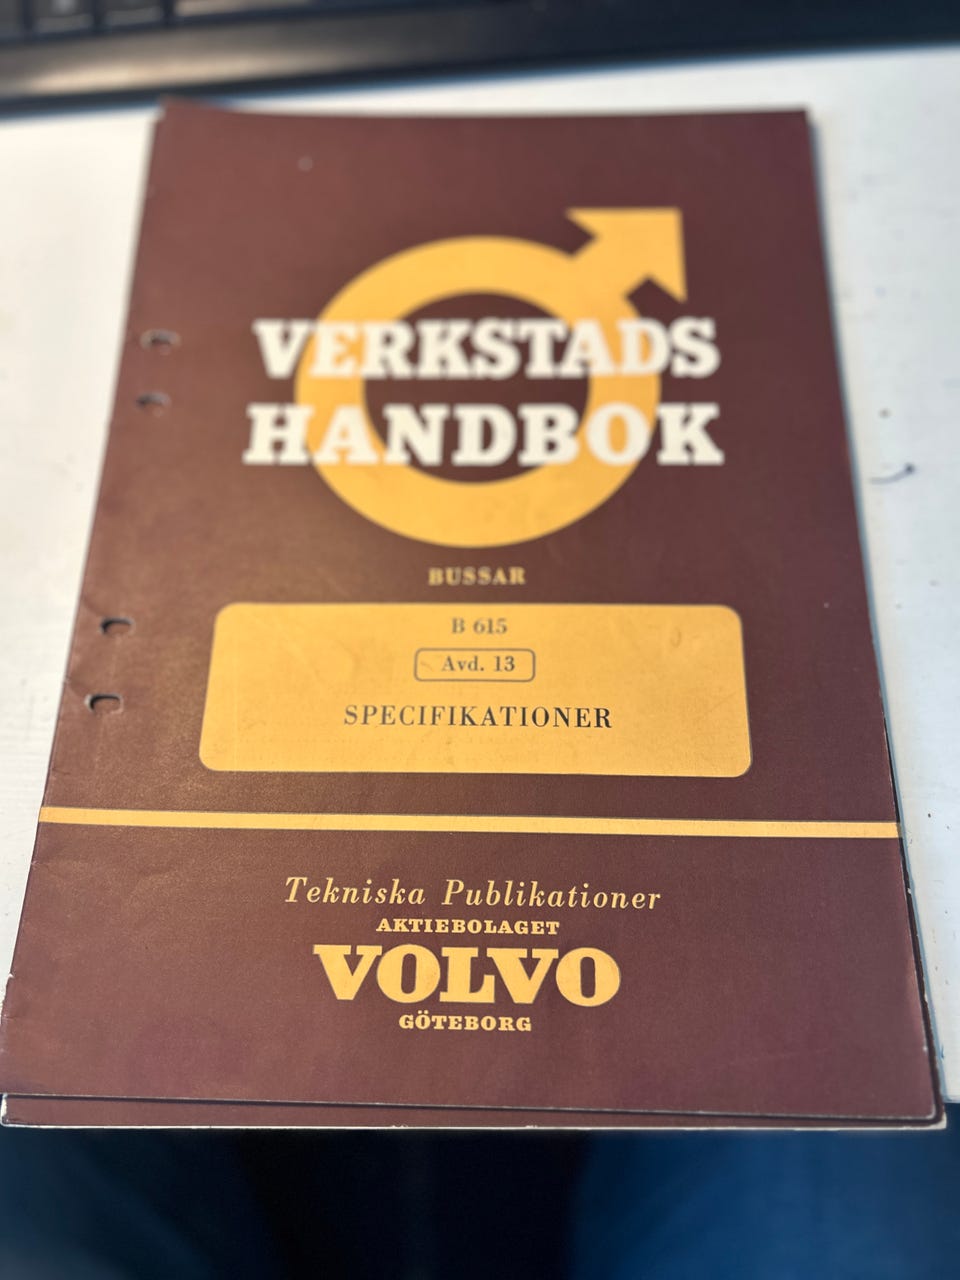 VERKSTADS
HANDBOK
BUSSAR
B 615
Avd. 13
SPECIFIKATIONER
Tekniska Publikationer
AKTIEBOLAGET
VOLVO
GÖTEBORG